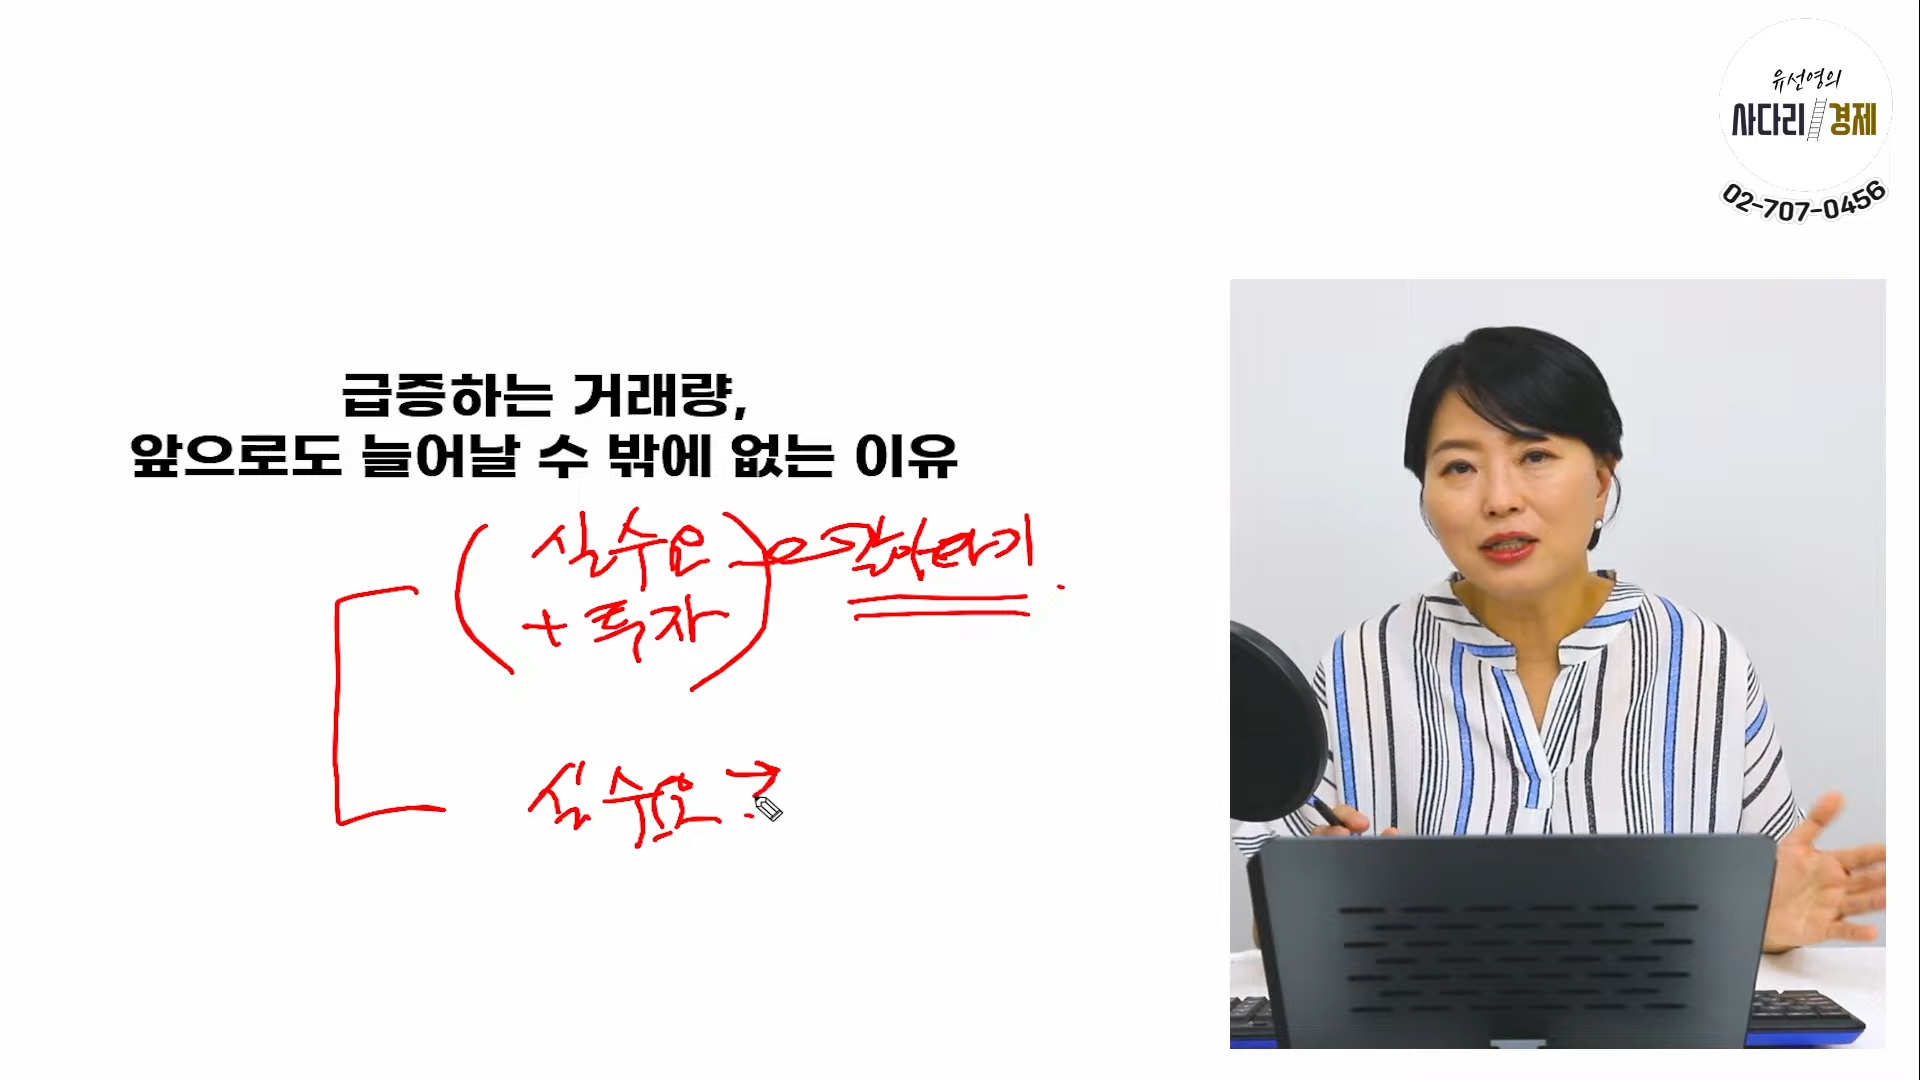 유선영의
사다리 경제
02-707-0456
급증하는 거래량,
앞으로도 늘어날 수 밖에 없는 이유
(실수요 → 갈아타기
+ 투자)
실수요 →